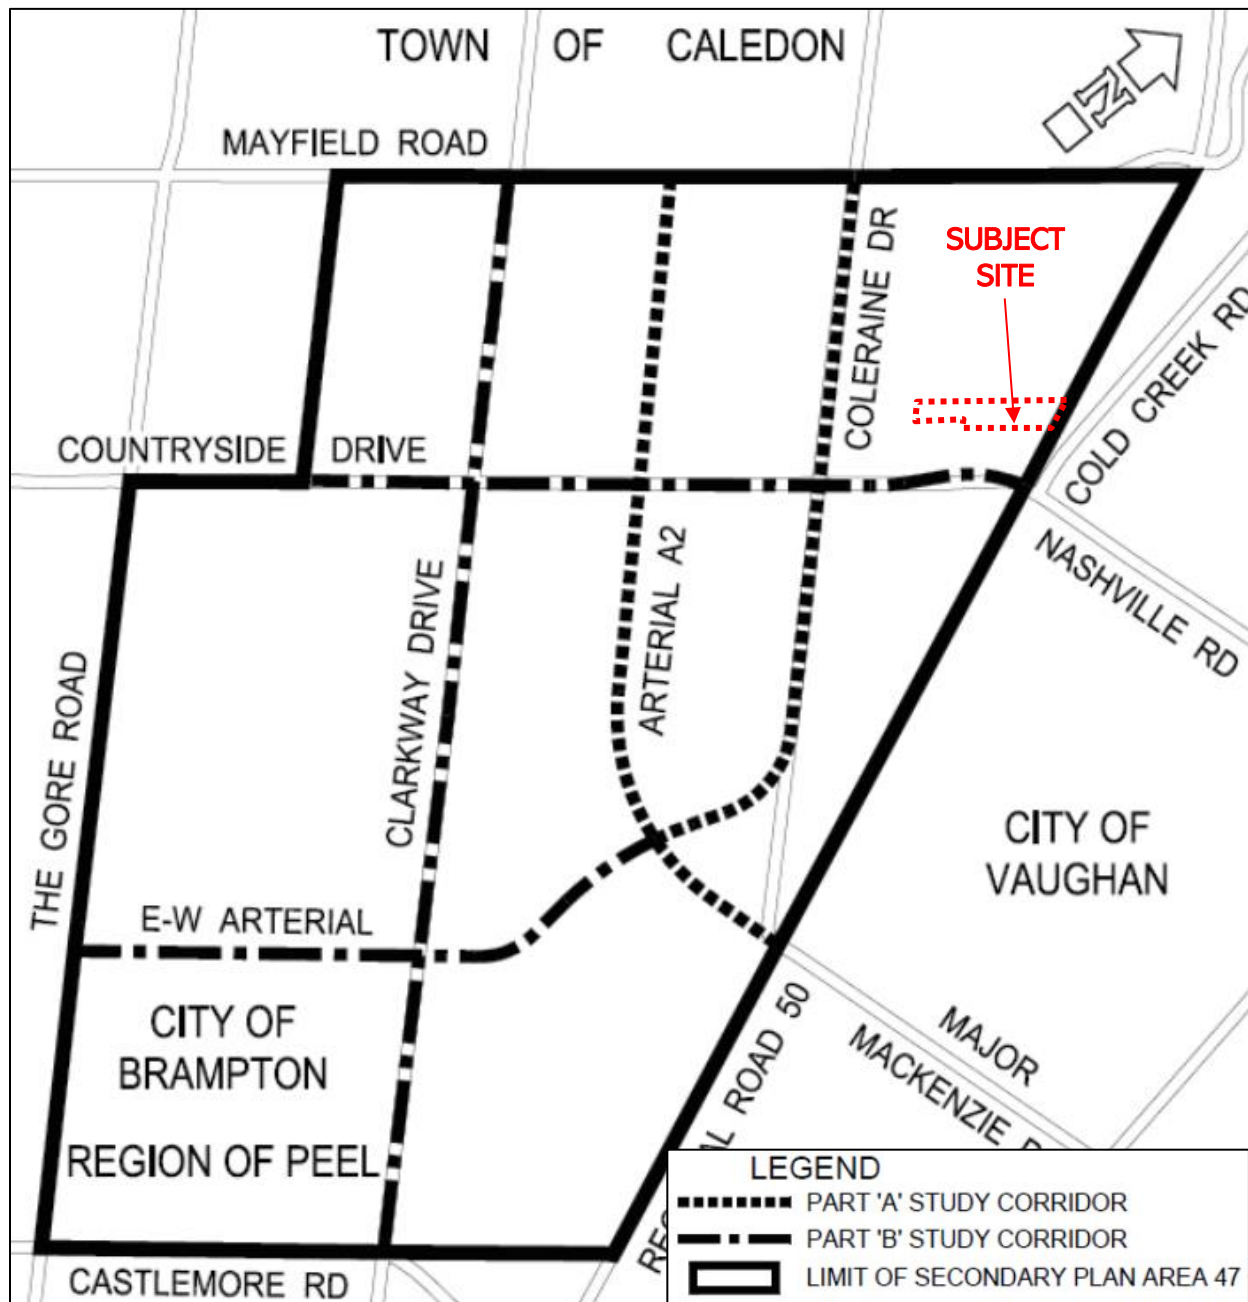 TOWN OF CALEDON
N
MAYFIELD ROAD
SUBJECT
SITE
COLERAINE DR
COLD CREEK RD
COUNTRYSIDE DRIVE
NASHVILLE RD
ARTERIAL A2
CLARKWAY DRIVE
THE GORE ROAD
CITY OF
VAUGHAN
E-W ARTERIAL
CITY OF
BRAMPTON
REGION OF PEEL
ROAD 50
MAJOR
MACKENZIE
CASTLEMORE RD
LEGEND
PART 'A' STUDY CORRIDOR
PART 'B' STUDY CORRIDOR
LIMIT OF SECONDARY PLAN AREA 47